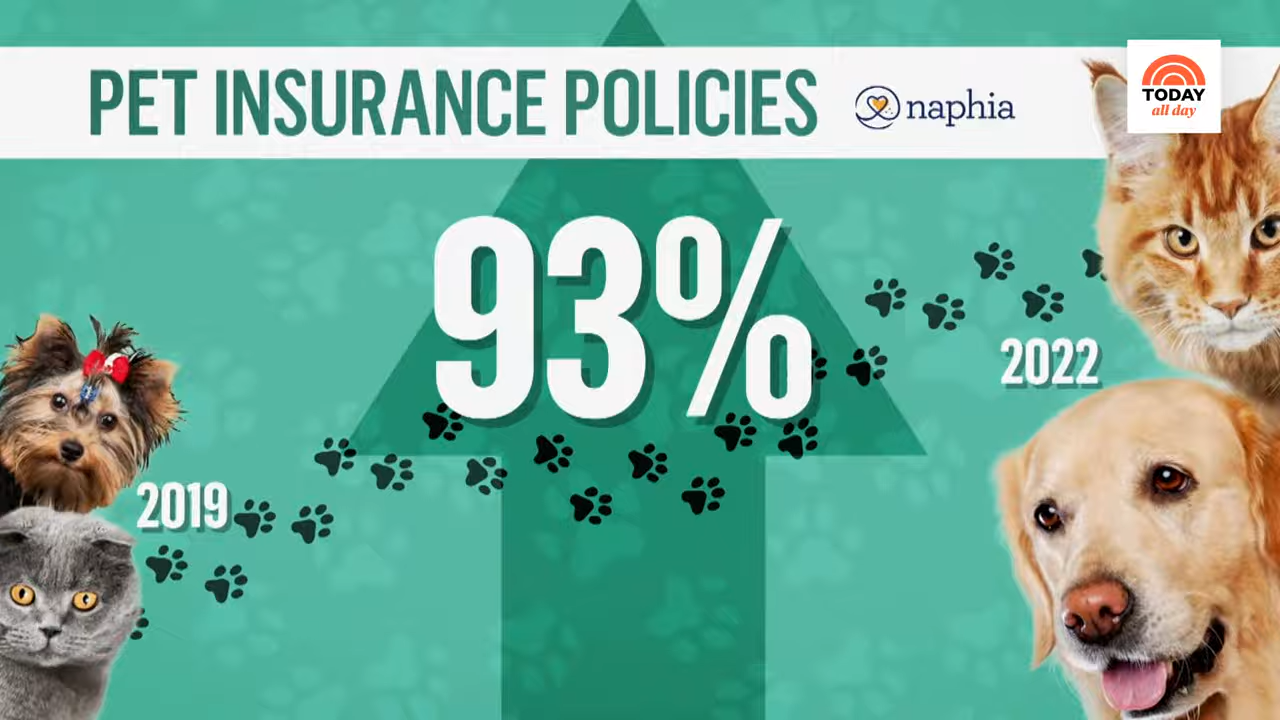 PET INSURANCE POLICIES
naphia
TODAY
all day
93%
2022
2019